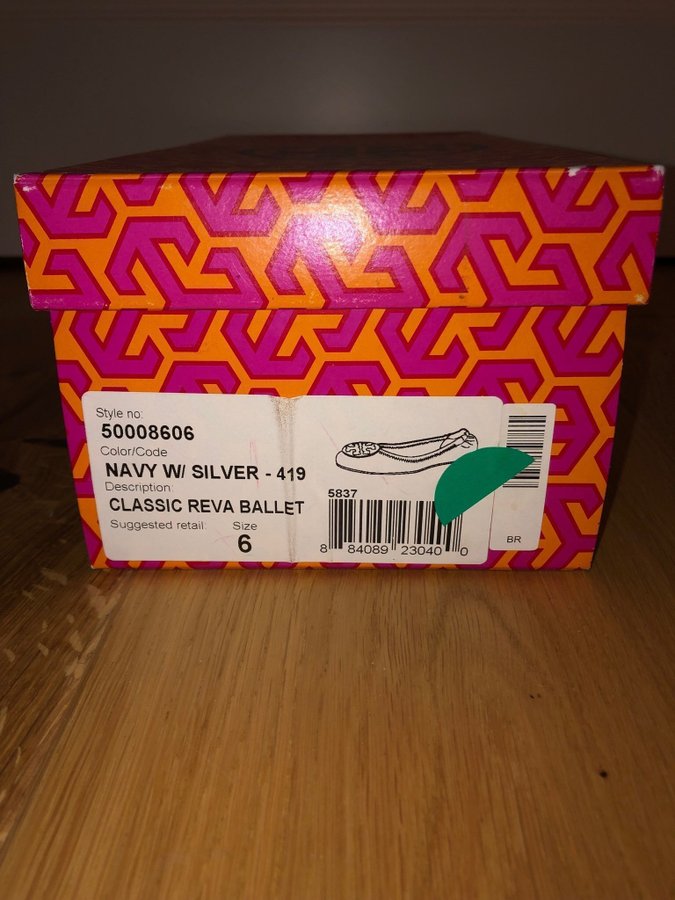 Style no:
50008606
Color/Code
NAVY W/ SILVER - 419
Description:
CLASSIC REVA BALLET
Suggested retail: Size
6
5837
8 84089 23040 0
BR